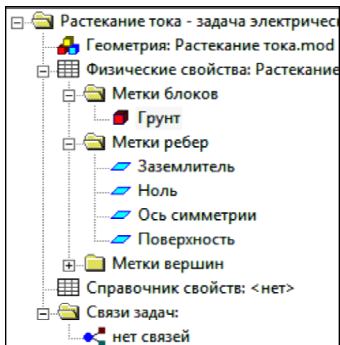 Растекание тока - задача электричес
Геометрия: Растекание тока.mod
Физические свойства: Растекание
Метки блоков
Грунт
Метки ребер
Заземлитель
Ноль
Ось симметрии
Поверхность
Метки вершин
Справочник свойств: <нет>
Связи задач:
нет связей